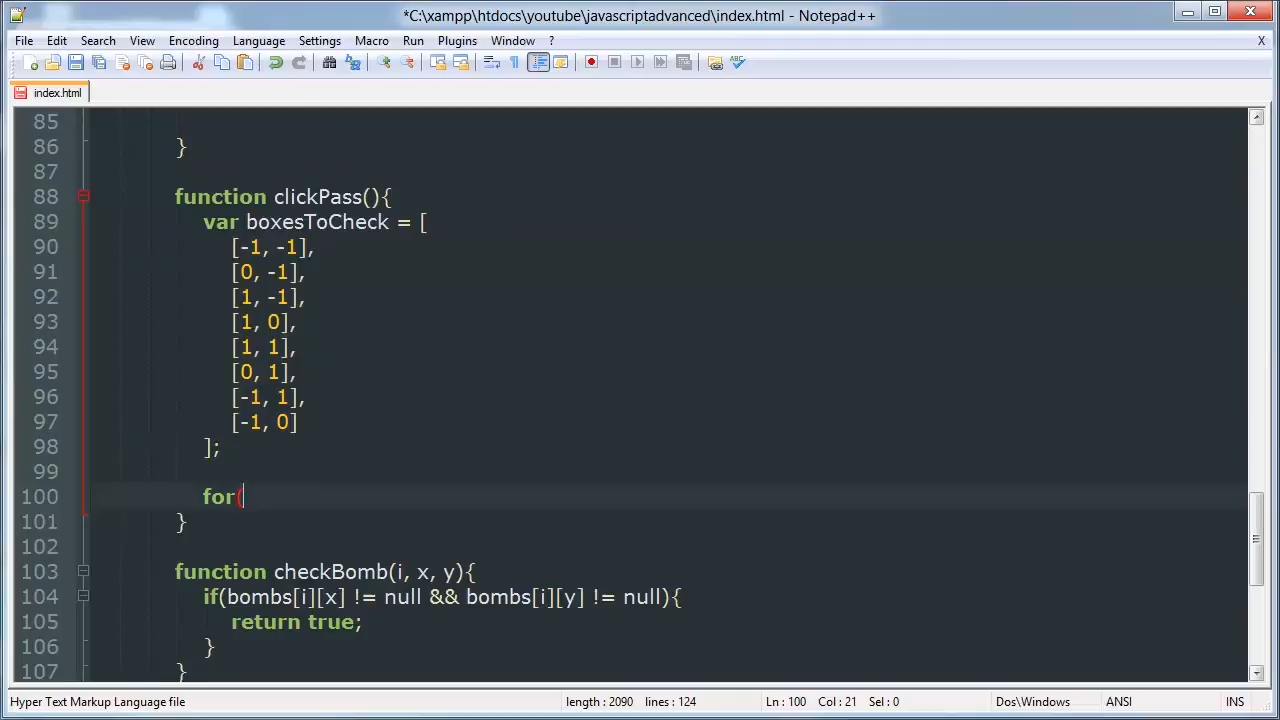 *C:\xampp\htdocs\youtube\javascriptadvanced\index.html - Notepad++
File Edit Search View Encoding Language Settings Macro Run Plugins Window ? X
index.html
85
86 }
87
88 function clickPass(){
89 var boxesToCheck = [
90 [-1, -1],
91 [0, -1],
92 [1, -1],
93 [1, 0],
94 [1, 1],
95 [0, 1],
96 [-1, 1],
97 [-1, 0]
98 ];
99
100 for(
101 }
102
103 function checkBomb(i, x, y){
104 if(bombs[i][x] != null && bombs[i][y] != null){
105 return true;
106 }
107 }
Hyper Text Markup Language file length : 2090 lines : 124 Ln : 100 Col : 21 Sel : 0 Dos\Windows ANSI INS